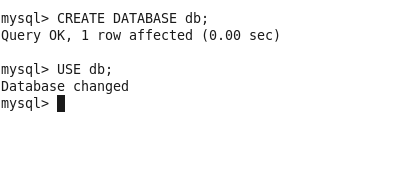 mysql> CREATE DATABASE db;
Query OK, 1 row affected (0.00 sec)
mysql> USE db;
Database changed
mysql>